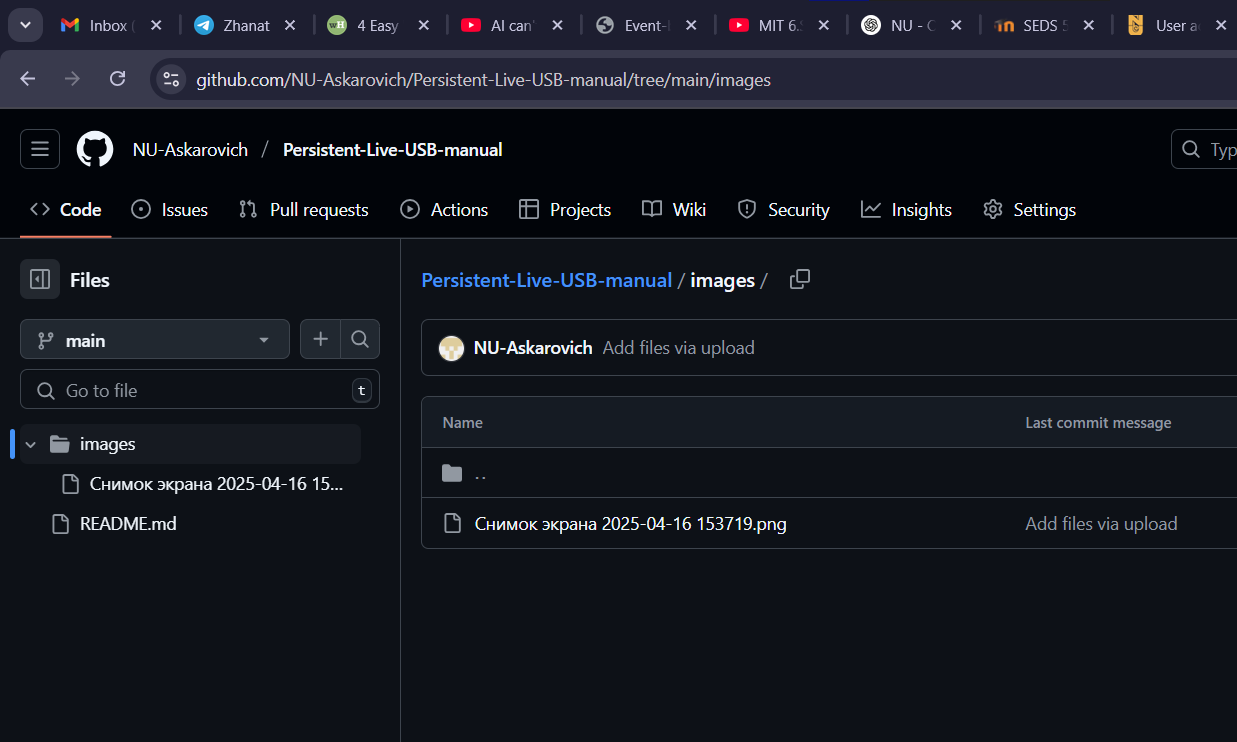 Inbox (
Zhanat
wH
4 Easy
AI can'
Event-
MIT 6.
NU - C
SEDS 5
User a
github.com/NU-Askarovich/Persistent-Live-USB-manual/tree/main/images
NU-Askarovich / Persistent-Live-USB-manual
Typ
Code
Issues
Pull requests
Actions
Projects
Wiki
Security
Insights
Settings
Files
Persistent-Live-USB-manual / images /
main
NU-Askarovich Add files via upload
Go to file
t
Name
Last commit message
images
..
Снимок экрана 2025-04-16 15...
README.md
Снимок экрана 2025-04-16 153719.png
Add files via upload